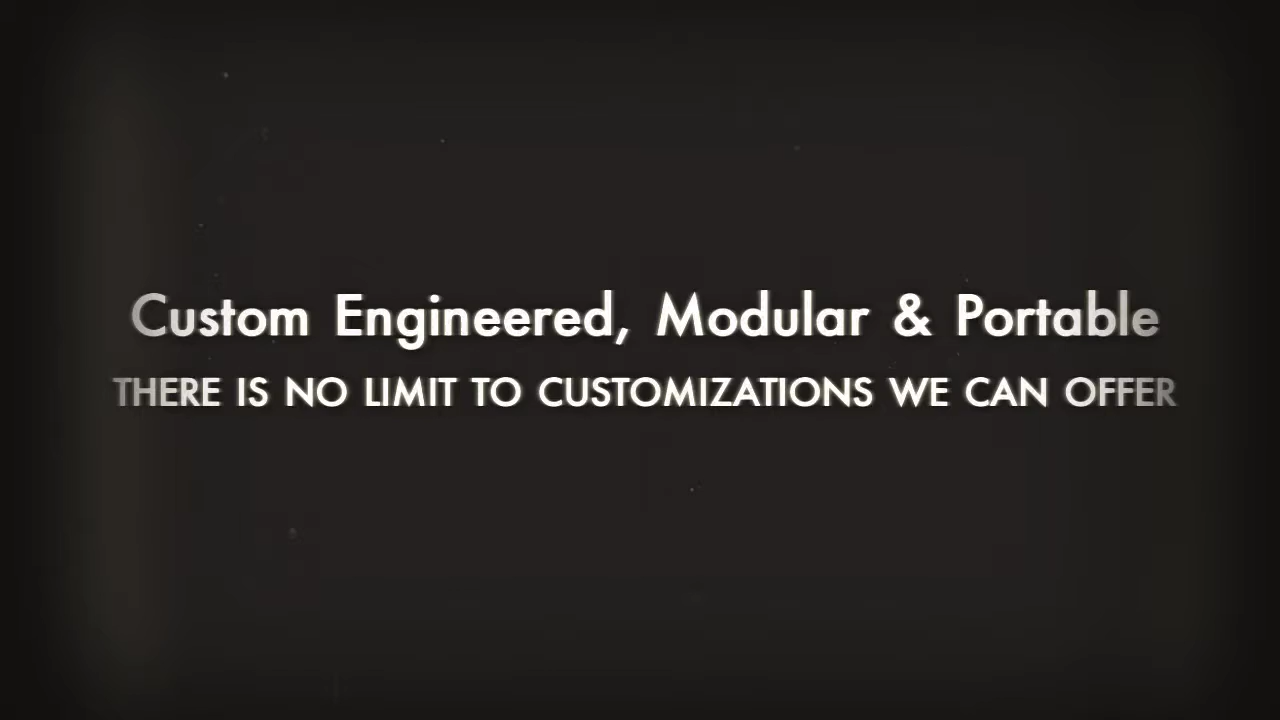 Custom Engineered, Modular & Portable
THERE IS NO LIMIT TO CUSTOMIZATIONS WE CAN OFFER